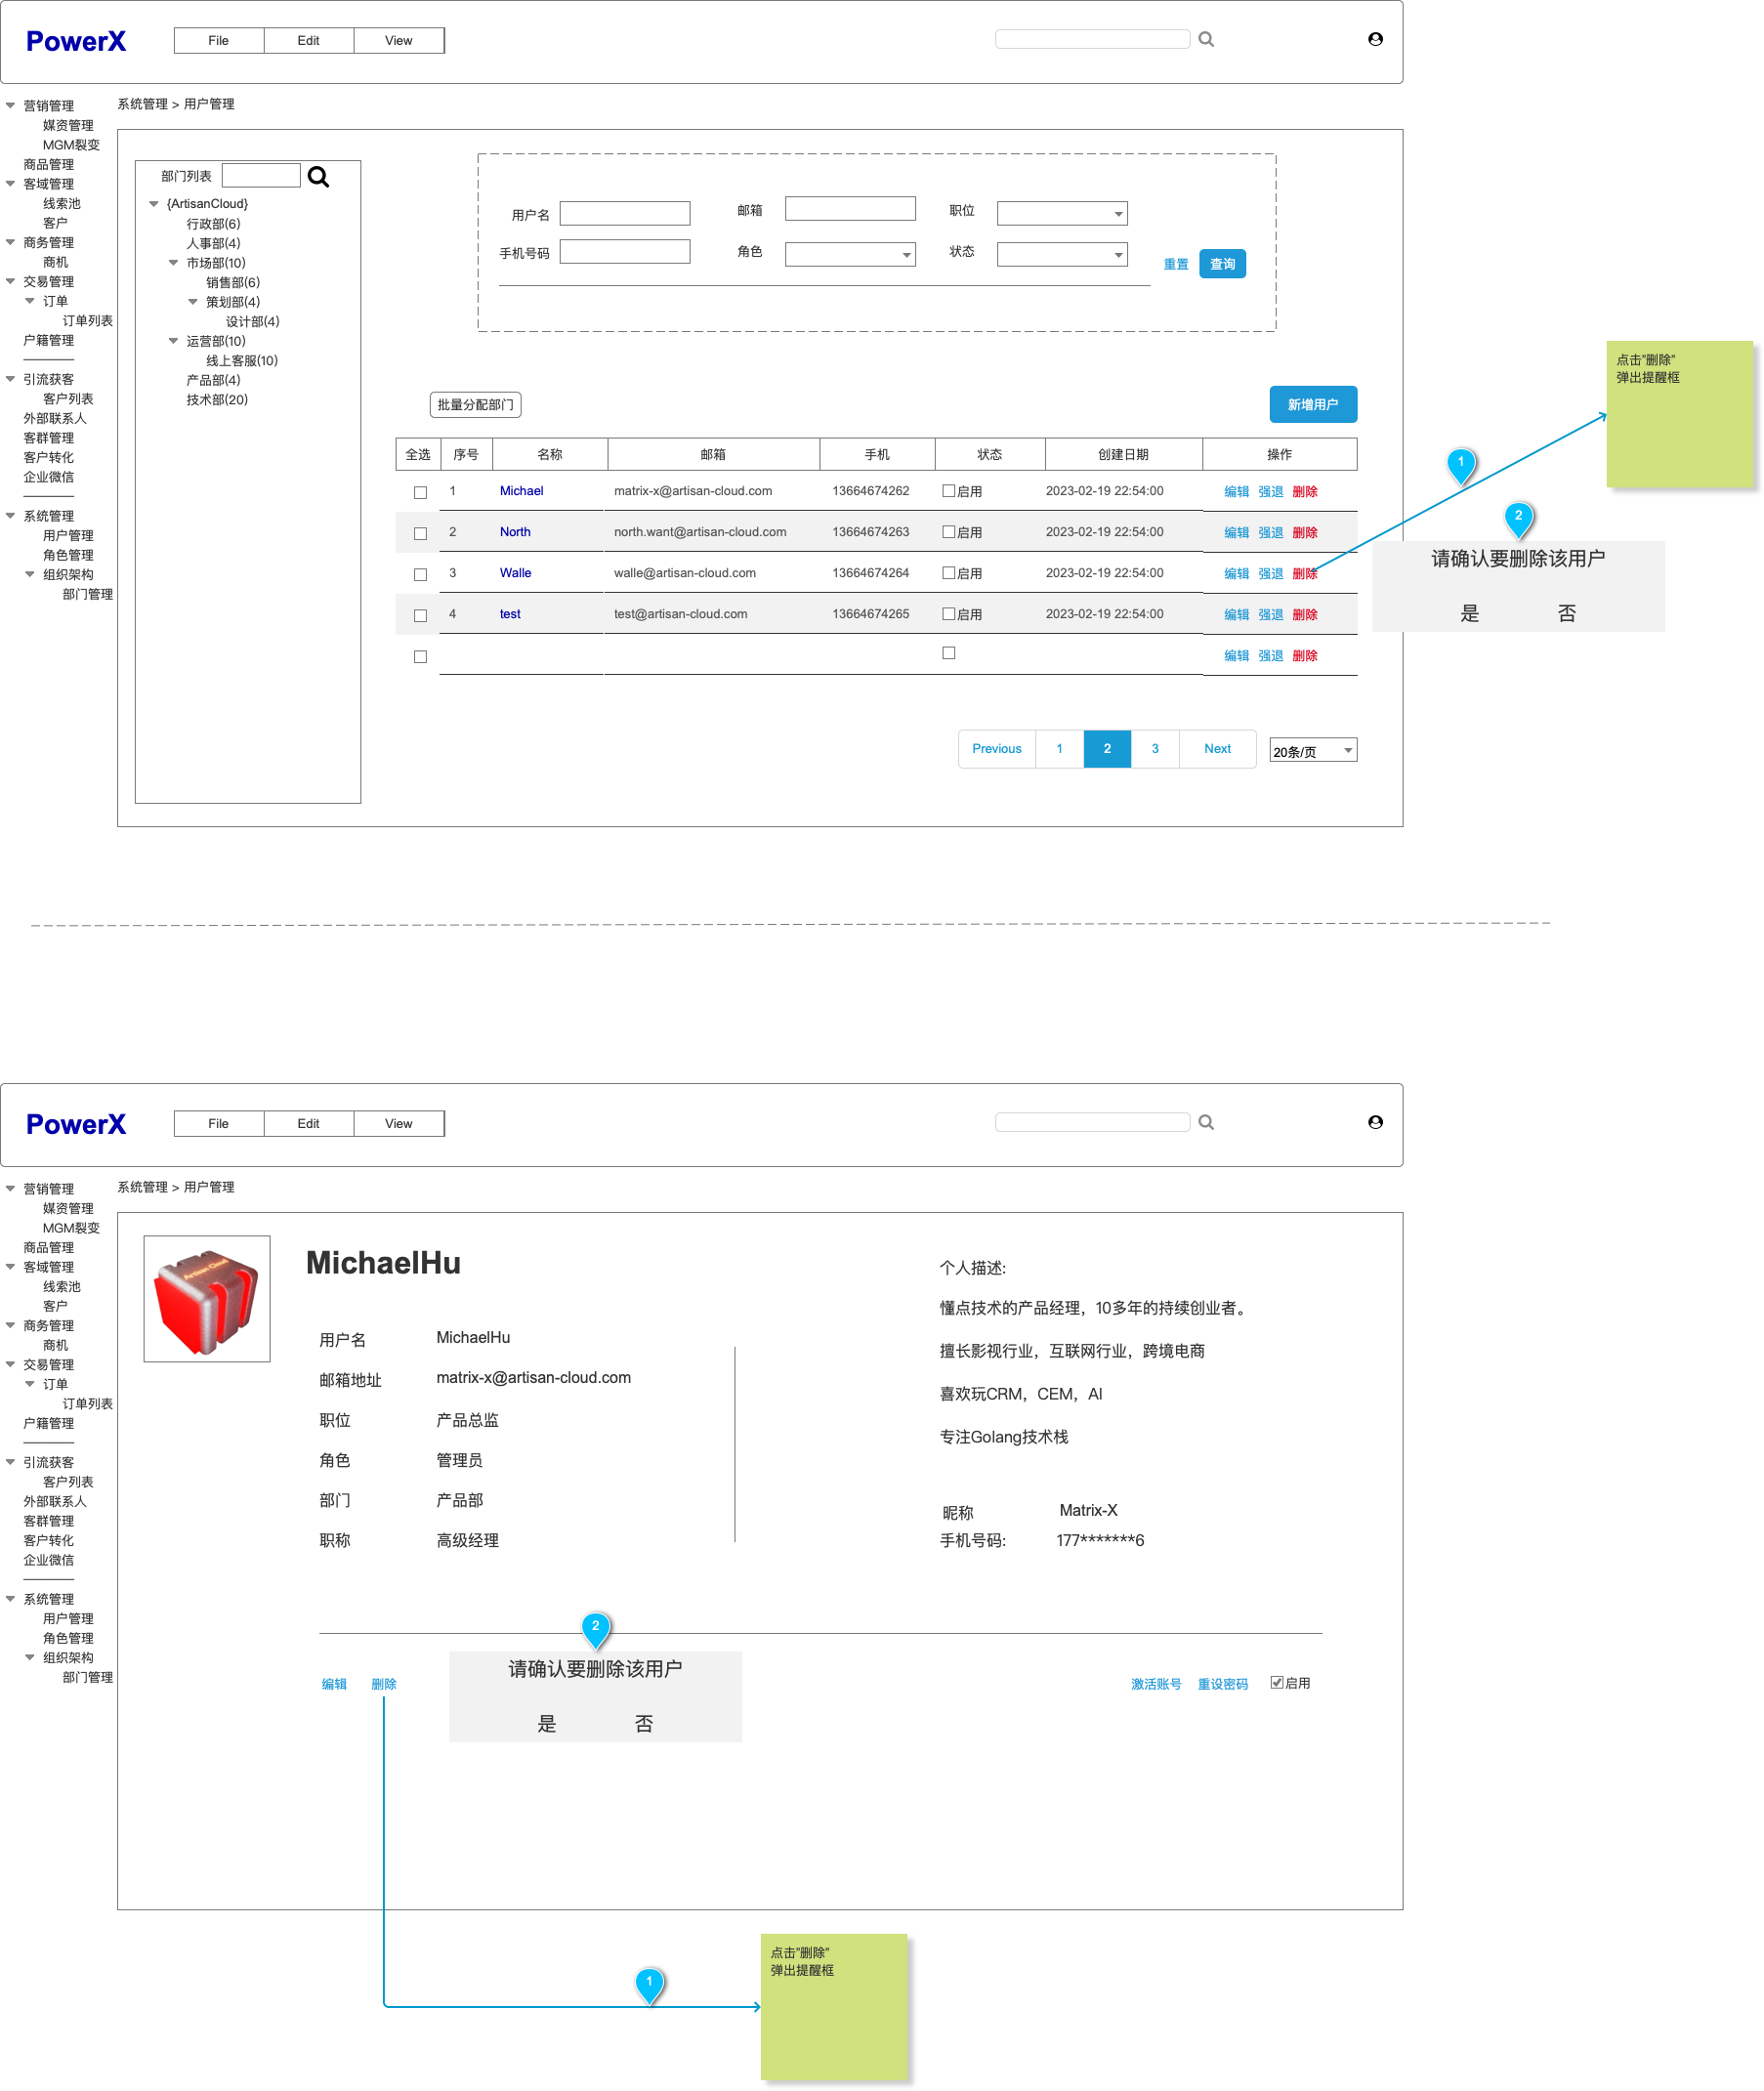 PowerX
File Edit View
营销管理
媒资管理
MGM裂变
商品管理
客域管理
线索池
客户
商务管理
商机
交易管理
订单
订单列表
户籍管理
引流获客
客户列表
外部联系人
客群管理
客户转化
企业微信
系统管理
用户管理
角色管理
组织架构
部门管理
系统管理 > 用户管理
部门列表
{ArtisanCloud}
行政部(6)
人事部(4)
市场部(10)
销售部(6)
策划部(4)
设计部(4)
运营部(10)
线上客服(10)
产品部(4)
技术部(20)
用户名 邮箱 职位
手机号码 角色 状态
重置 查询
批量分配部门 新增用户
全选 序号 名称 邮箱 手机 状态 创建日期 操作
1 Michael matrix-x@artisan-cloud.com 13664674262 启用 2023-02-19 22:54:00 编辑 强退 删除
2 North north.want@artisan-cloud.com 13664674263 启用 2023-02-19 22:54:00 编辑 强退 删除
3 Walle walle@artisan-cloud.com 13664674264 启用 2023-02-19 22:54:00 编辑 强退 删除
4 test test@artisan-cloud.com 13664674265 启用 2023-02-19 22:54:00 编辑 强退 删除
编辑 强退 删除
Previous 1 2 3 Next 20条/页
点击"删除"
弹出提醒框
1
2
请确认要删除该用户
是 否
PowerX
File Edit View
营销管理
媒资管理
MGM裂变
商品管理
客域管理
线索池
客户
商务管理
商机
交易管理
订单
订单列表
户籍管理
引流获客
客户列表
外部联系人
客群管理
客户转化
企业微信
系统管理
用户管理
角色管理
组织架构
部门管理
系统管理 > 用户管理
Artisan Cloud
MichaelHu
用户名 MichaelHu
邮箱地址 matrix-x@artisan-cloud.com
职位 产品总监
角色 管理员
部门 产品部
职称 高级经理
个人描述:
懂点技术的产品经理，10多年的持续创业者。
擅长影视行业，互联网行业，跨境电商
喜欢玩CRM，CEM，AI
专注Golang技术栈
昵称 Matrix-X
手机号码: 177*******6
2
编辑 删除
请确认要删除该用户
是 否
激活账号 重设密码 启用
1
点击"删除"
弹出提醒框